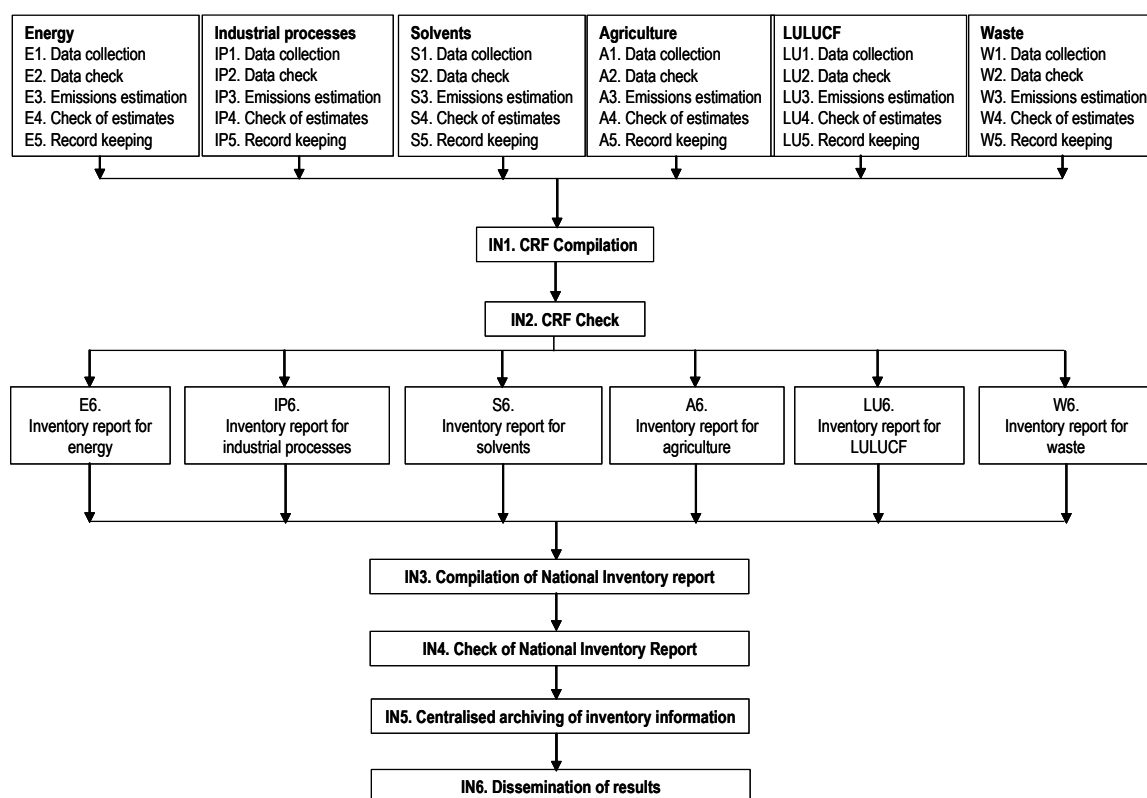 Energy
E1. Data collection
E2. Data check
E3. Emissions estimation
E4. Check of estimates
E5. Record keeping
Industrial processes
IP1. Data collection
IP2. Data check
IP3. Emissions estimation
IP4. Check of estimates
IP5. Record keeping
Solvents
S1. Data collection
S2. Data check
S3. Emissions estimation
S4. Check of estimates
S5. Record keeping
Agriculture
A1. Data collection
A2. Data check
A3. Emissions estimation
A4. Check of estimates
A5. Record keeping
LULUCF
LU1. Data collection
LU2. Data check
LU3. Emissions estimation
LU4. Check of estimates
LU5. Record keeping
Waste
W1. Data collection
W2. Data check
W3. Emissions estimation
W4. Check of estimates
W5. Record keeping
IN1. CRF Compilation
IN2. CRF Check
E6.
Inventory report for
energy
IP6.
Inventory report for
industrial processes
S6.
Inventory report for
solvents
A6.
Inventory report for
agriculture
LU6.
Inventory report for
LULUCF
W6.
Inventory report for
waste
IN3. Compilation of National Inventory report
IN4. Check of National Inventory Report
IN5. Centralised archiving of inventory information
IN6. Dissemination of results